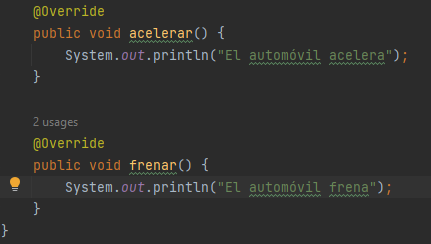 @Override
public void acelerar() {
    System.out.println("El automóvil acelera");
}
2 usages
@Override
public void frenar() {
    System.out.println("El automóvil frena");
}
}